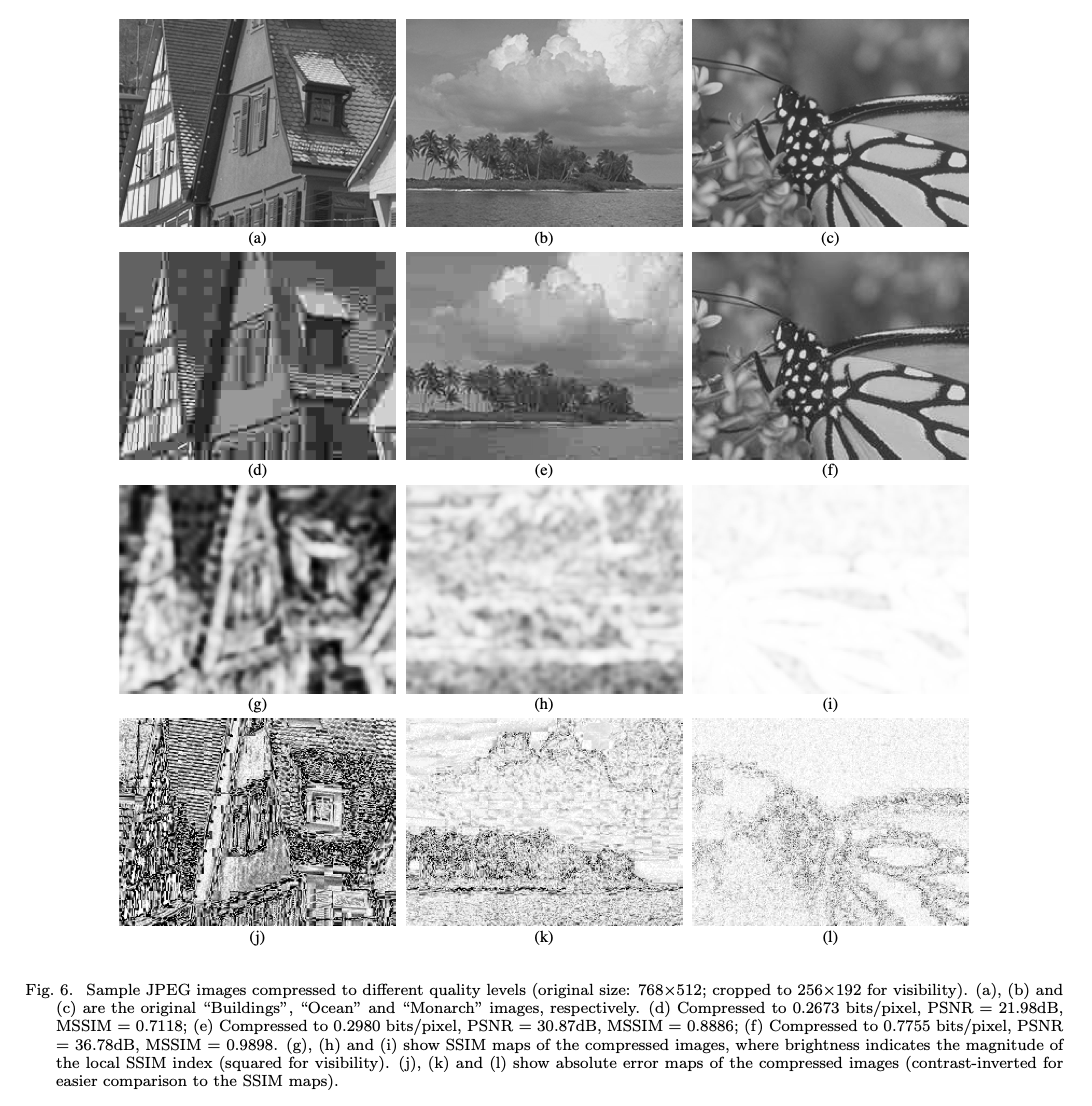 (a) (b) (c)
(d) (e) (f)
(g) (h) (i)
(j) (k) (l)
Fig. 6. Sample JPEG images compressed to different quality levels (original size: 768×512; cropped to 256×192 for visibility). (a), (b) and
(c) are the original “Buildings”, “Ocean” and “Monarch” images, respectively. (d) Compressed to 0.2673 bits/pixel, PSNR = 21.98dB,
MSSIM = 0.7118; (e) Compressed to 0.2980 bits/pixel, PSNR = 30.87dB, MSSIM = 0.8886; (f) Compressed to 0.7755 bits/pixel, PSNR
= 36.78dB, MSSIM = 0.9898. (g), (h) and (i) show SSIM maps of the compressed images, where brightness indicates the magnitude of
the local SSIM index (squared for visibility). (j), (k) and (l) show absolute error maps of the compressed images (contrast-inverted for
easier comparison to the SSIM maps).